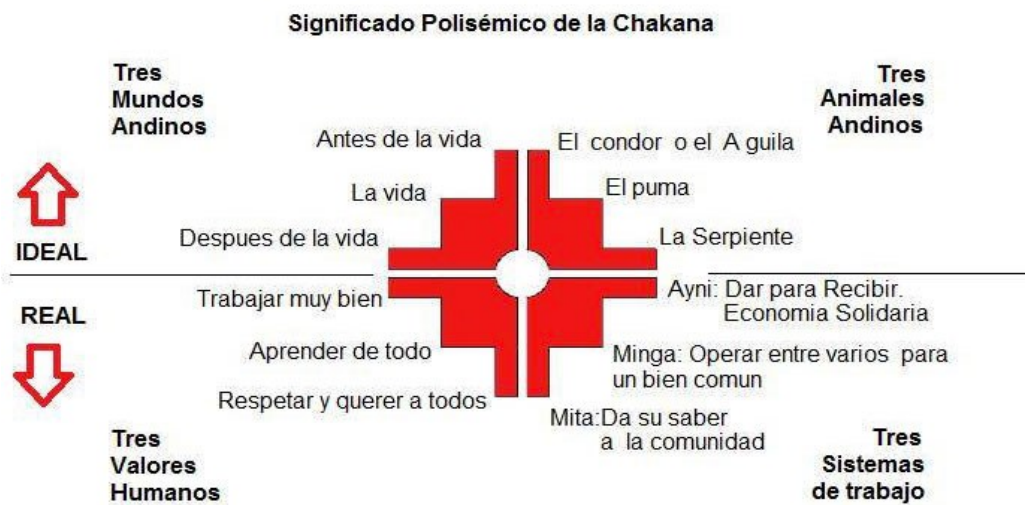 Significado Polisémico de la Chakana
Tres
Mundos
Andinos
Tres
Animales
Andinos
Antes de la vida
El condor o el A guila
La vida
El puma
Despues de la vida
La Serpiente
IDEAL
REAL
Trabajar muy bien
Ayni: Dar para Recibir.
Economia Solidaria
Aprender de todo
Minga: Operar entre varios para
un bien comun
Respetar y querer a todos
Mita:Da su saber
a la comunidad
Tres
Valores
Humanos
Tres
Sistemas
de trabajo